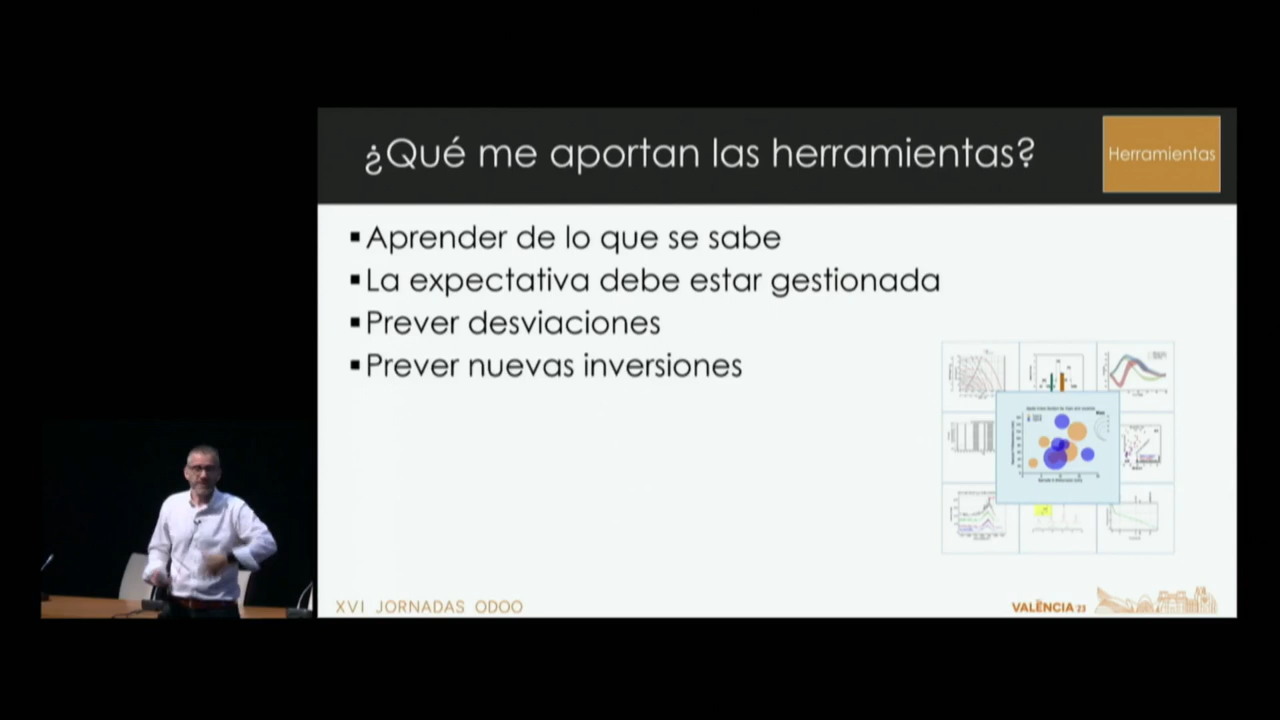 ¿Qué me aportan las herramientas?
Herramientas
▪Aprender de lo que se sabe
▪La expectativa debe estar gestionada
▪Prever desviaciones
▪Prever nuevas inversiones
XVI JORNADAS ODOO
VALÈNCIA 23